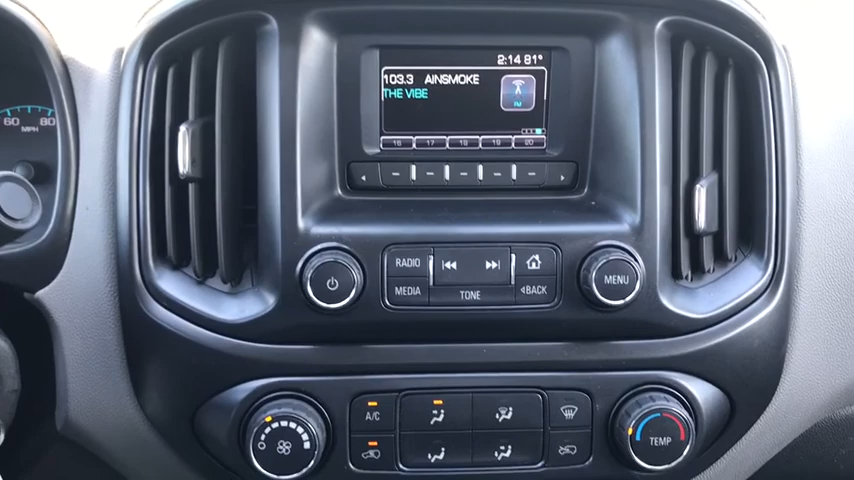 2:14 81°
103.3 AINSMOKE
THE VIBE
FM
16 17 18 19 20
60 80
MPH
RADIO
MEDIA
TONE
BACK
MENU
A/C
TEMP